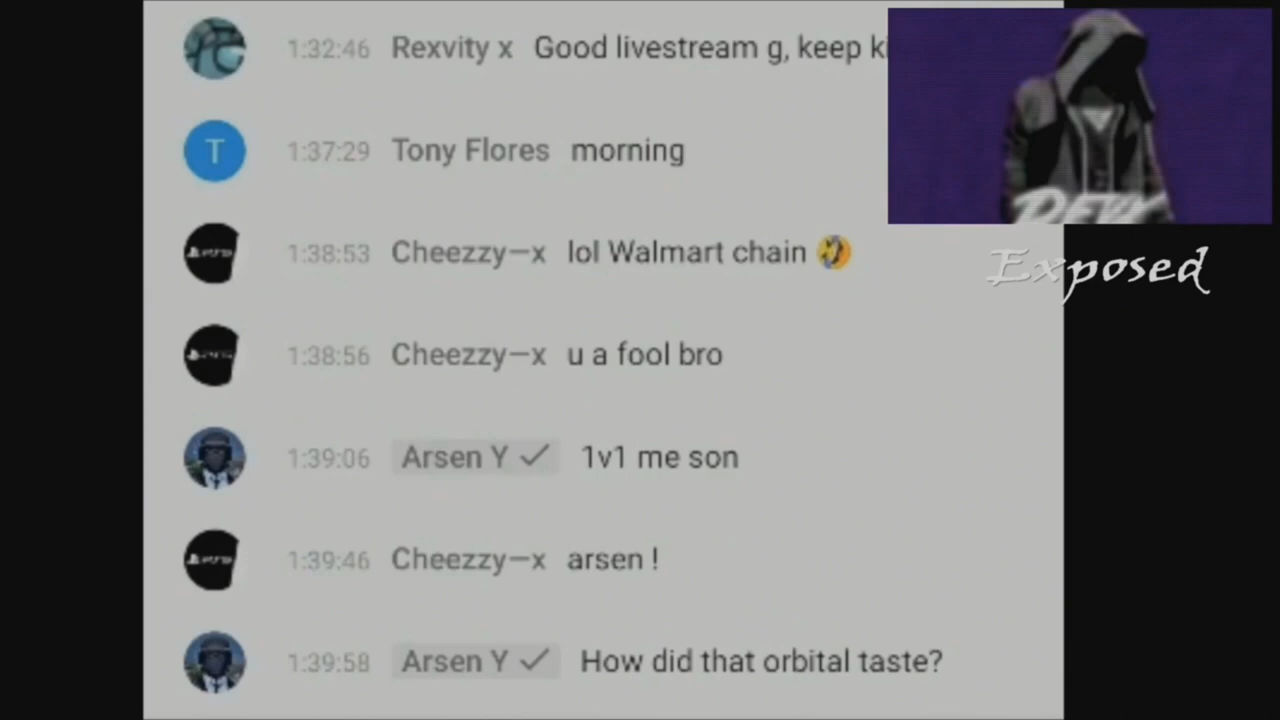 1:32:46 Rexvity x Good livestream g, keep
1:37:29 T Tony Flores morning
1:38:53 Cheezzy—x lol Walmart chain 🤣
Exposed
1:38:56 Cheezzy—x u a fool bro
1:39:06 Arsen Y ✓ 1v1 me son
1:39:46 Cheezzy—x arsen !
1:39:58 Arsen Y ✓ How did that orbital taste?